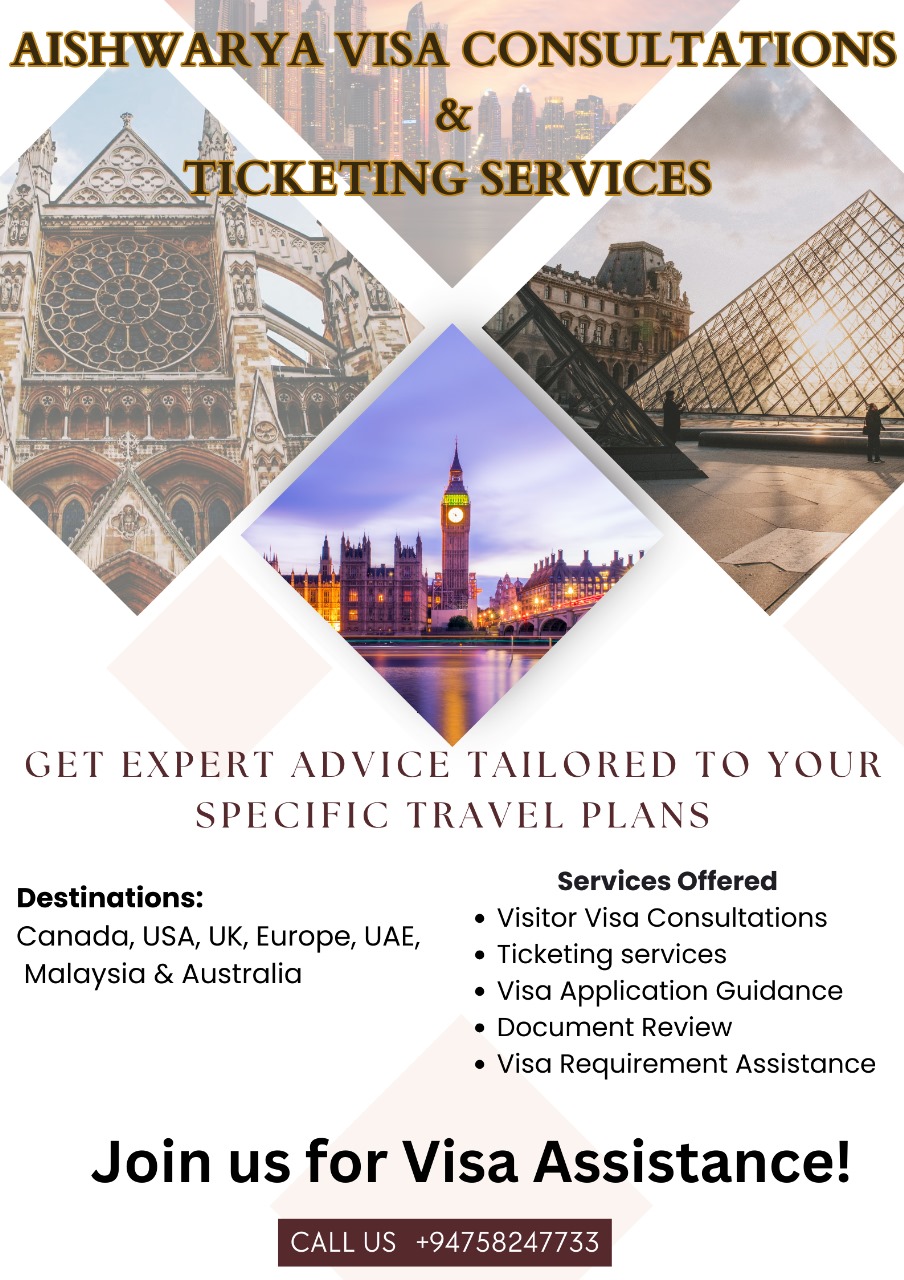 AISHWARYA VISA CONSULTATIONS
&
TICKETING SERVICES
GET EXPERT ADVICE TAILORED TO YOUR
SPECIFIC TRAVEL PLANS
Destinations:
Canada, USA, UK, Europe, UAE,
Malaysia & Australia
Services Offered
• Visitor Visa Consultations
• Ticketing services
• Visa Application Guidance
• Document Review
• Visa Requirement Assistance
Join us for Visa Assistance!
CALL US +94758247733